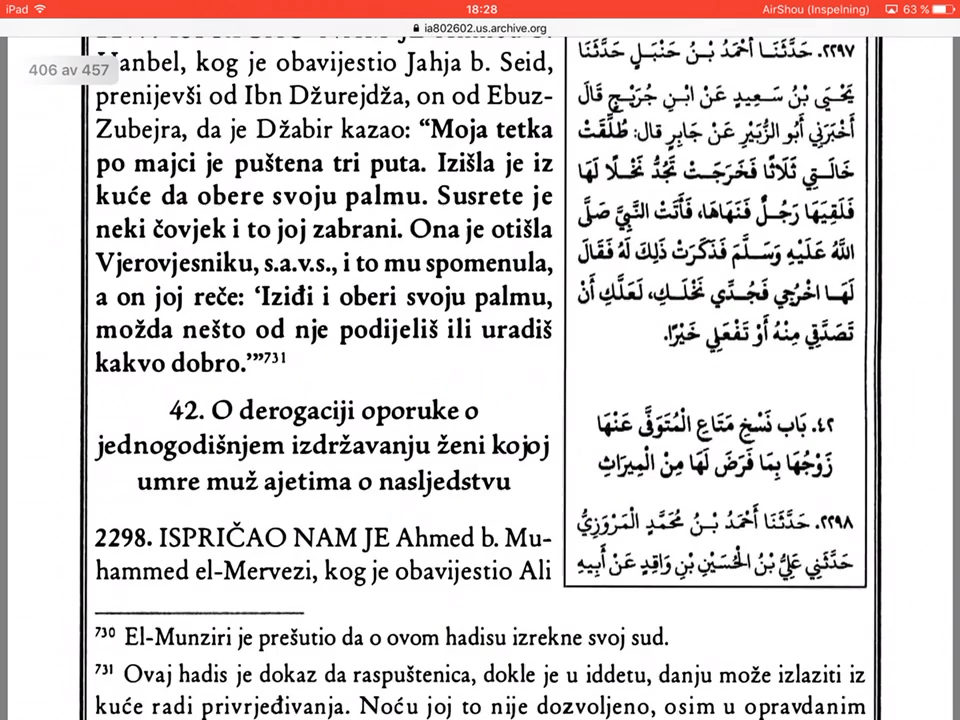 iPad
18:28
AirShou (Inspelning)
63 %
ia802602.us.archive.org
406 av 457
Hanbel, kog je obavijestio Jahja b. Seid,
prenijevši od Ibn Džurejdža, on od Ebuz-
Zubejra, da je Džabir kazao: “Moja tetka
po majci je puštena tri puta. Izišla je iz
kuće da obere svoju palmu. Susrete je
neki čovjek i to joj zabrani. Ona je otišla
Vjerovjesniku, s.a.v.s., i to mu spomenula,
a on joj reče: ‘Iziđi i oberi svoju palmu,
možda nešto od nje podijeliš ili uradiš
kakvo dobro.’”731
42. O derogaciji oporuke o
jednogodišnjem izdržavanju ženi kojoj
umre muž ajetima o nasljedstvu
2298. ISPRIČAO NAM JE Ahmed b. Mu-
hammed el-Mervezi, kog je obavijestio Ali
٢٢٩٧. حَدَّثَنَا أَحْمَدُ بْنُ حَنْبَلٍ حَدَّثَنَا
يَحْيَى بْنُ سَعِيدٍ عَنْ ابْنِ جُرَيْجٍ قَالَ
أَخْبَرَنِي أَبُو الزُّبَيْرِ عَنْ جَابِرٍ قال: طُلِّقَتْ
خَالَتِي ثَلَاثًا فَخَرَجَتْ تَجُدُّ نَخْلًا لَهَا
فَلَقِيَهَا رَجُلٌ فَنَهَاهَا، فَأَتَتْ النَّبِيَّ صَلَّى
اللَّهُ عَلَيْهِ وَسَلَّمَ فَذَكَرَتْ ذَلِكَ لَهُ فَقَالَ
لَهَا اخْرُجِي فَجُدِّي نَخْلَكِ، لَعَلَّكِ أَنْ
تَصَدَّقِي مِنْهُ أَوْ تَفْعَلِي خَيْرًا.
٤٢. بَاب نَسْخِ مَتَاعِ الْمُتَوَفَّى عَنْهَا
زَوْجُهَا بِمَا فَرَضَ لَهَا مِنْ الْمِيرَاثِ
٢٢٩٨. حَدَّثَنَا أَحْمَدُ بْنُ مُحَمَّدٍ الْمَرْوَزِيُّ
حَدَّثَنِي عَلِيُّ بْنُ الْحُسَيْنِ بْنِ وَاقِدٍ عَنْ أَبِيهِ
730 El-Munziri je prešutio da o ovom hadisu izrekne svoj sud.
731 Ovaj hadis je dokaz da raspuštenica, dokle je u iddetu, danju može izlaziti iz
kuće radi privrjeđivanja. Noću joj to nije dozvoljeno, osim u opravdanim